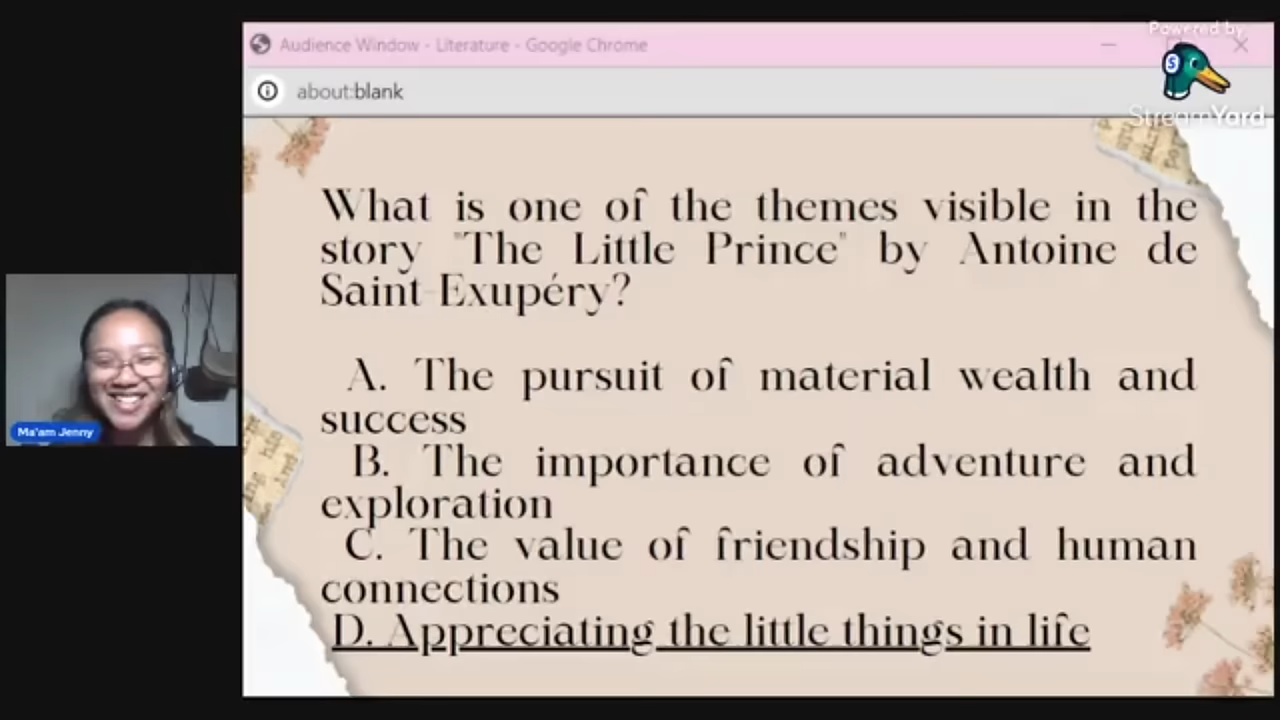 Audience Window - Literature - Google Chrome
Powered by
about:blank
StreamYard
What is one of the themes visible in the
story "The Little Prince" by Antoine de
Saint-Exupéry?
A. The pursuit of material wealth and
success
B. The importance of adventure and
exploration
C. The value of friendship and human
connections
D. Appreciating the little things in life
Ma'am Jenny